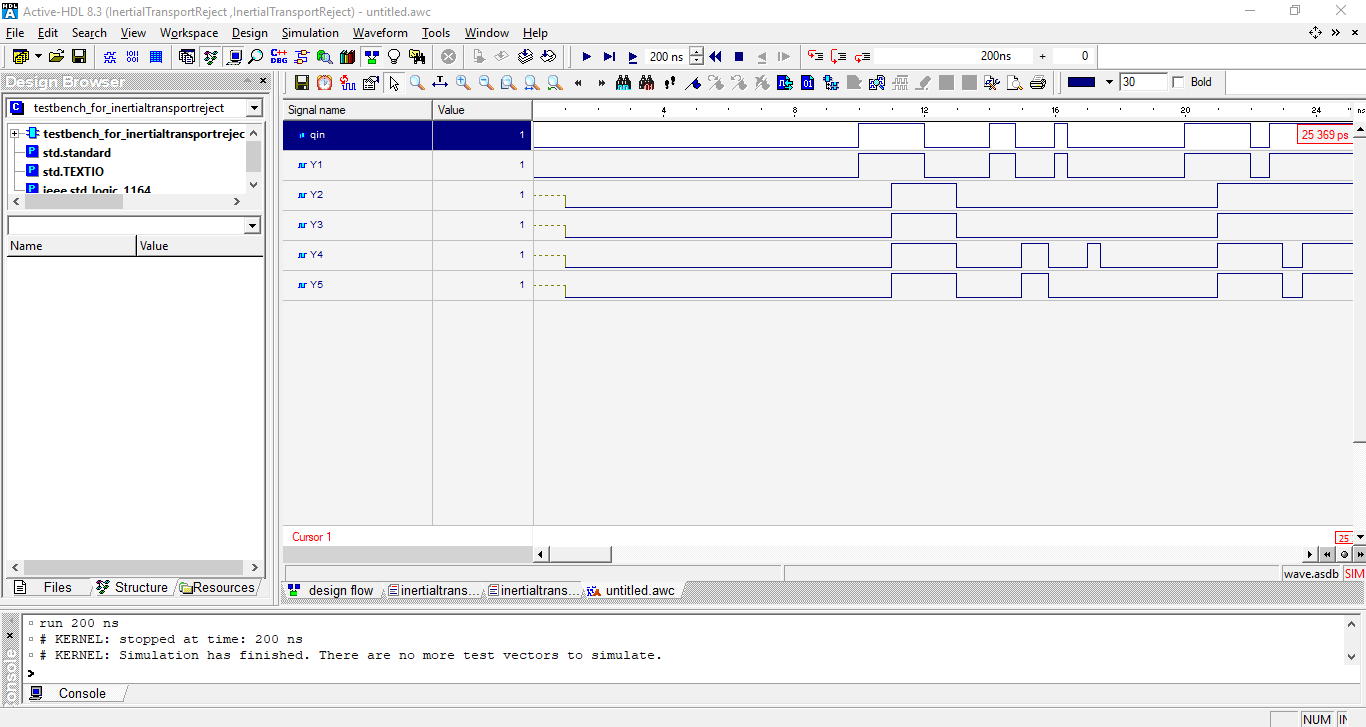 Active-HDL 8.3 (InertialTransportReject ,InertialTransportReject) - untitled.awc
File Edit Search View Workspace Design Simulation Waveform Tools Window Help
200 ns 200ns + 0
Design Browser
30 Bold
testbench_for_inertialtransportreject
Signal name Value
4 8 12 16 20 24 ns
testbench_for_inertialtransportrejec
std.standard
std.TEXTIO
ieee.std_logic_1164
qin 1
25 369 ps
Y1 1
Y2 1
Y3 1
Y4 1
Y5 1
Name Value
Cursor 1
25
wave.asdb SIM
Files Structure Resources
design flow inertialtrans... inertialtrans... untitled.awc
run 200 ns
# KERNEL: stopped at time: 200 ns
# KERNEL: Simulation has finished. There are no more test vectors to simulate.
>
Console
NUM